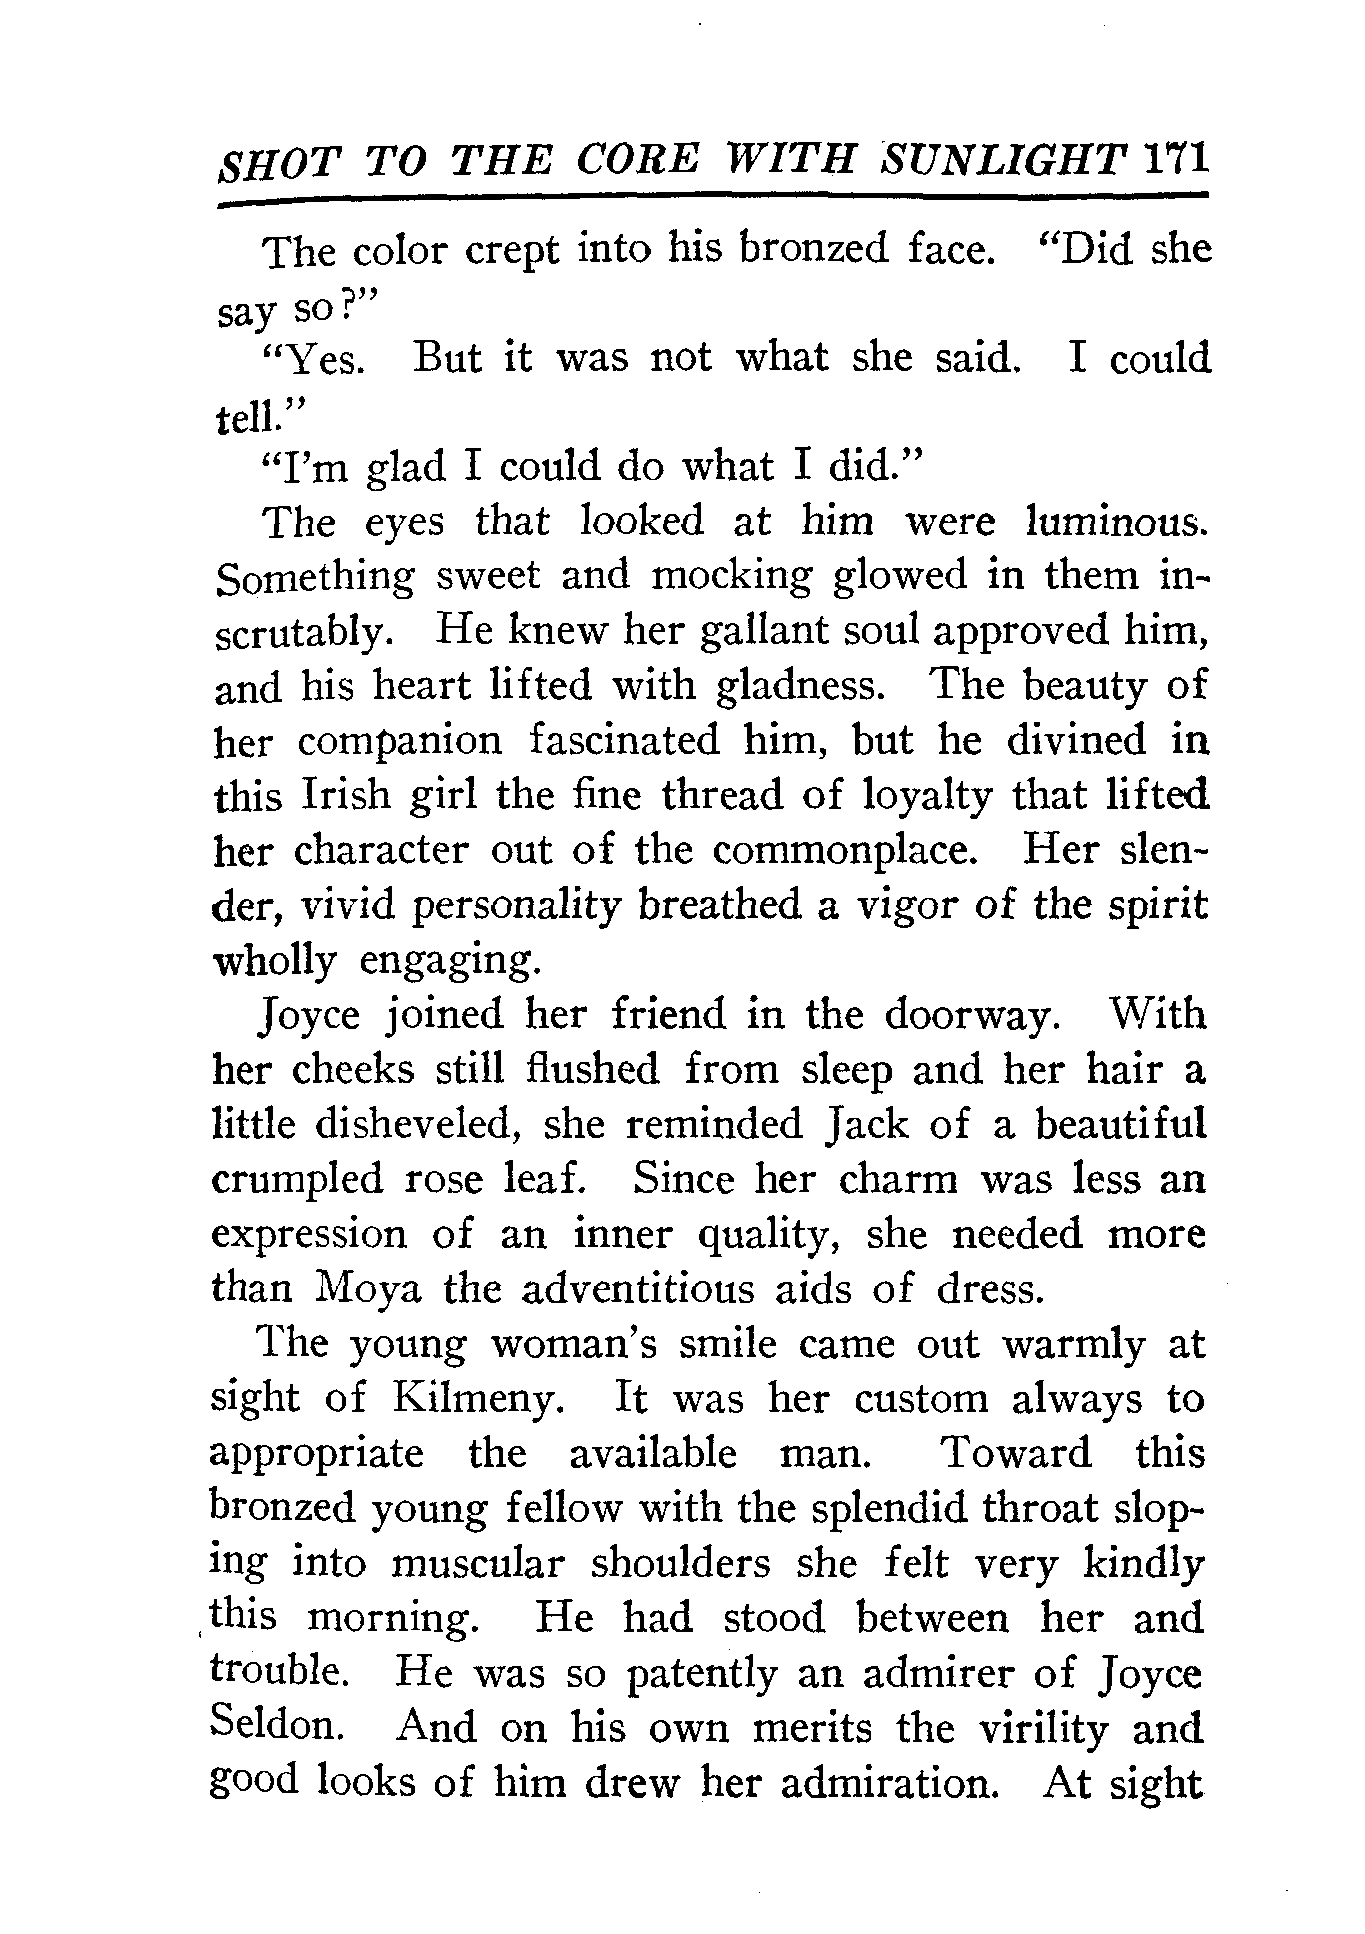 SHOT TO THE CORE WITH SUNLIGHT 171
The color crept into his bronzed face. “Did she
say so?”
“Yes. But it was not what she said. I could
tell.”
“I’m glad I could do what I did.”
The eyes that looked at him were luminous.
Something sweet and mocking glowed in them in-
scrutably. He knew her gallant soul approved him,
and his heart lifted with gladness. The beauty of
her companion fascinated him, but he divined in
this Irish girl the fine thread of loyalty that lifted
her character out of the commonplace. Her slen-
der, vivid personality breathed a vigor of the spirit
wholly engaging.
Joyce joined her friend in the doorway. With
her cheeks still flushed from sleep and her hair a
little disheveled, she reminded Jack of a beautiful
crumpled rose leaf. Since her charm was less an
expression of an inner quality, she needed more
than Moya the adventitious aids of dress.
The young woman’s smile came out warmly at
sight of Kilmeny. It was her custom always to
appropriate the available man. Toward this
bronzed young fellow with the splendid throat slop-
ing into muscular shoulders she felt very kindly
this morning. He had stood between her and
trouble. He was so patently an admirer of Joyce
Seldon. And on his own merits the virility and
good looks of him drew her admiration. At sight